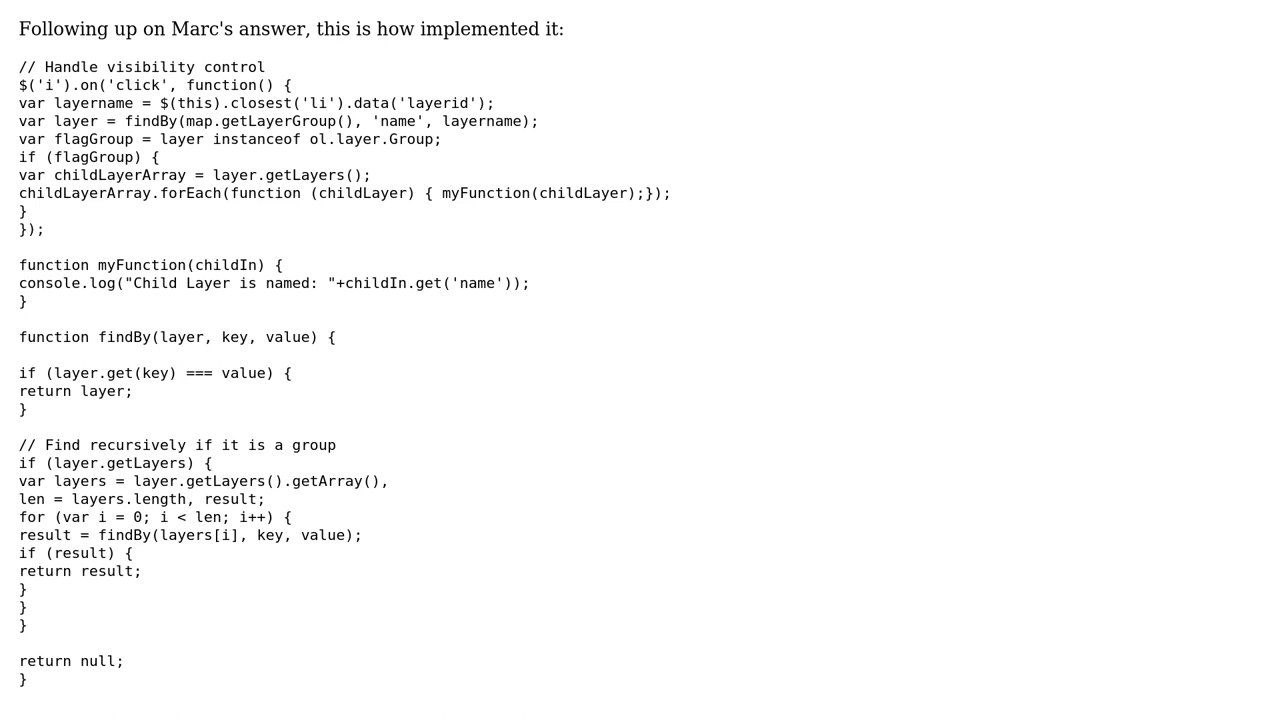 Following up on Marc's answer, this is how implemented it:
// Handle visibility control
$('i').on('click', function() {
var layername = $(this).closest('li').data('layerid');
var layer = findBy(map.getLayerGroup(), 'name', layername);
var flagGroup = layer instanceof ol.layer.Group;
if (flagGroup) {
var childLayerArray = layer.getLayers();
childLayerArray.forEach(function (childLayer) { myFunction(childLayer);});
}
});

function myFunction(childIn) {
console.log("Child Layer is named: "+childIn.get('name'));
}

function findBy(layer, key, value) {

if (layer.get(key) === value) {
return layer;
}

// Find recursively if it is a group
if (layer.getLayers) {
var layers = layer.getLayers().getArray(),
len = layers.length, result;
for (var i = 0; i < len; i++) {
result = findBy(layers[i], key, value);
if (result) {
return result;
}
}
}

return null;
}